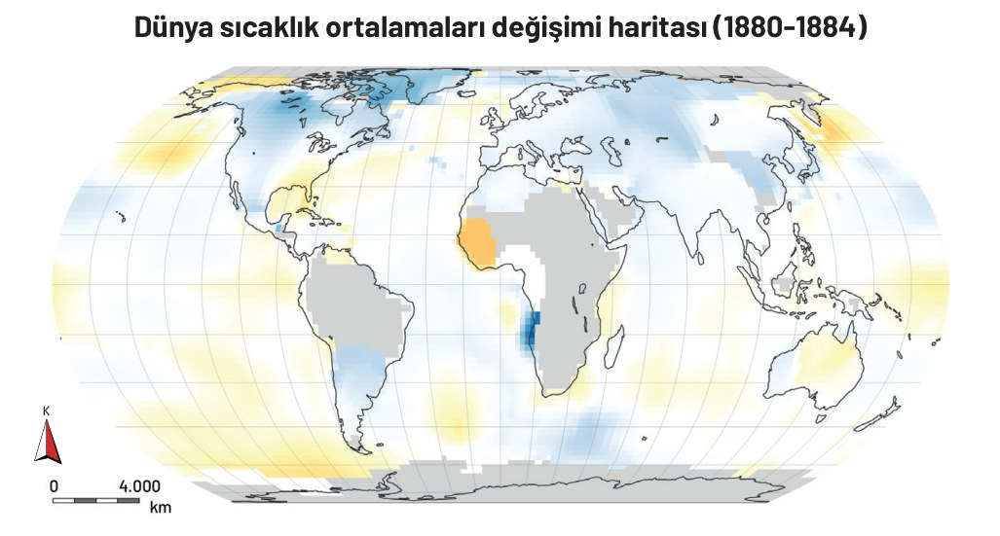 Dünya sıcaklık ortalamaları değişimi haritası (1880-1884)
K
0 4.000
km